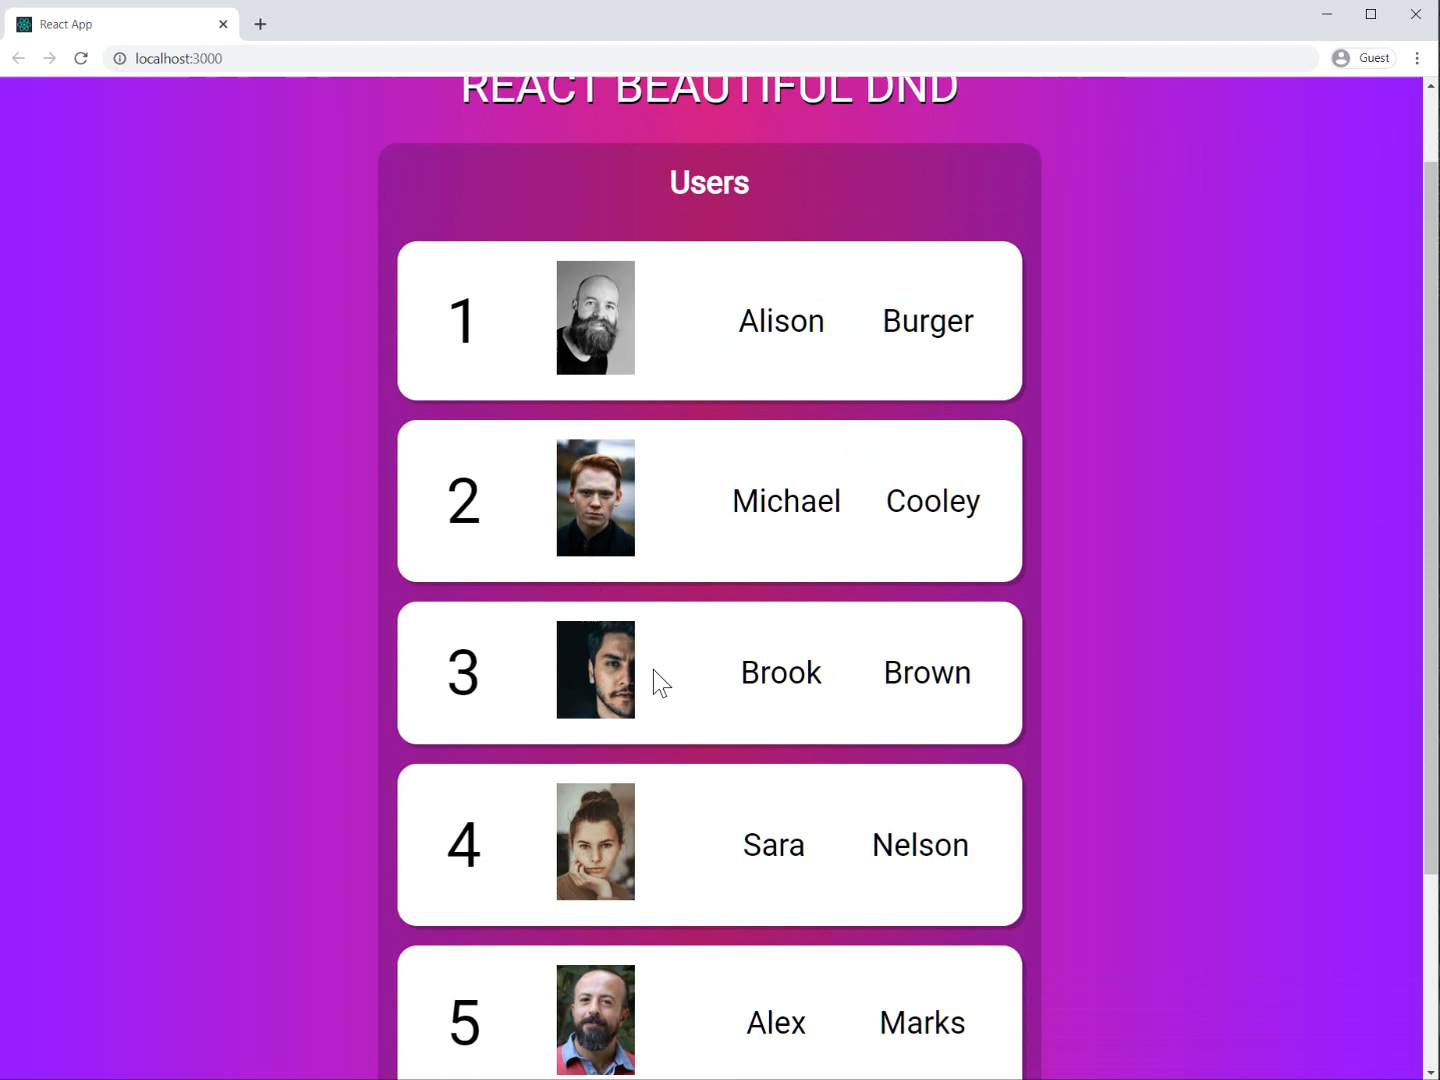 React App
localhost:3000
Guest
REACT BEAUTIFUL DND
Users
1 Alison Burger
2 Michael Cooley
3 Brook Brown
4 Sara Nelson
5 Alex Marks